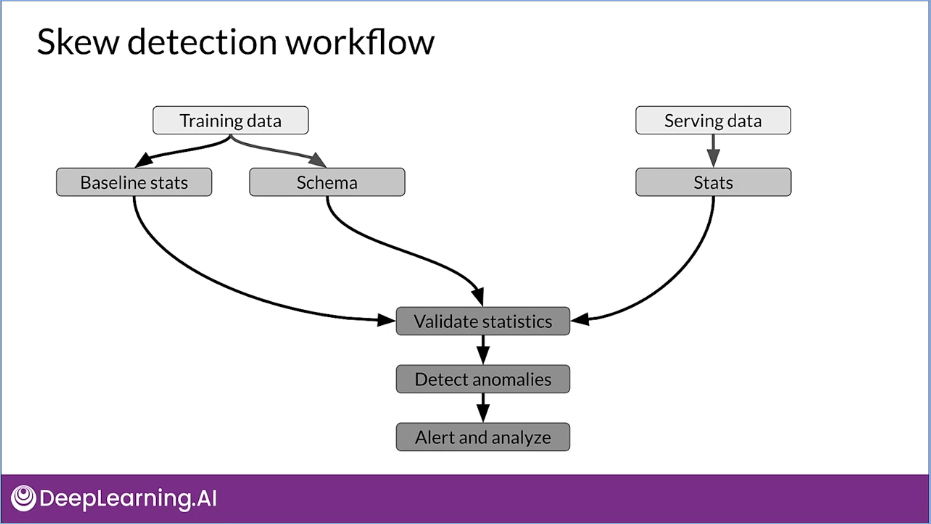 Skew detection workflow
Training data
Serving data
Baseline stats
Schema
Stats
Validate statistics
Detect anomalies
Alert and analyze
DeepLearning.AI